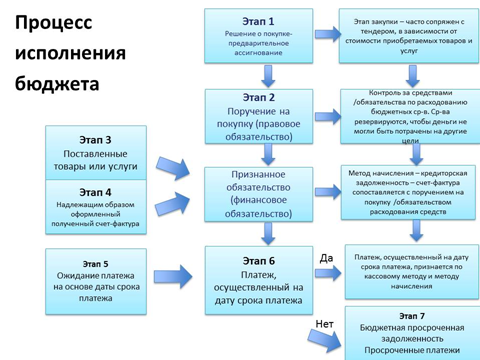 Процесс
исполнения
бюджета
Этап 1
Решение о покупке-
предварительное
ассигнование
Этап закупки – часто сопряжен с
тендером, в зависимости от
стоимости приобретаемых товаров и
услуг
Этап 2
Поручение на
покупку (правовое
обязательство)
Контроль за средствами
/обязательства по расходованию
бюджетных ср-в. Ср-ва
резервируются, чтобы деньги не
могли быть потрачены на другие
цели
Этап 3
Поставленные
товары или услуги
Этап 4
Надлежащим образом
оформленный
полученный счет-фактура
Признанное
обязательство
(финансовое
обязательство)
Метод начисления – кредиторская
задолженность – счет-фактура
сопоставляется с поручением на
покупку /обязательством
расходования средств
Этап 5
Ожидание платежа
на основе даты срока
платежа
Этап 6
Платеж,
осуществленный на
дату срока платежа
Да
Платеж, осуществленный на дату
срока платежа, признается по
кассовому методу и методу
начисления
Нет
Этап 7
Бюджетная просроченная
задолженность
Просроченные платежи